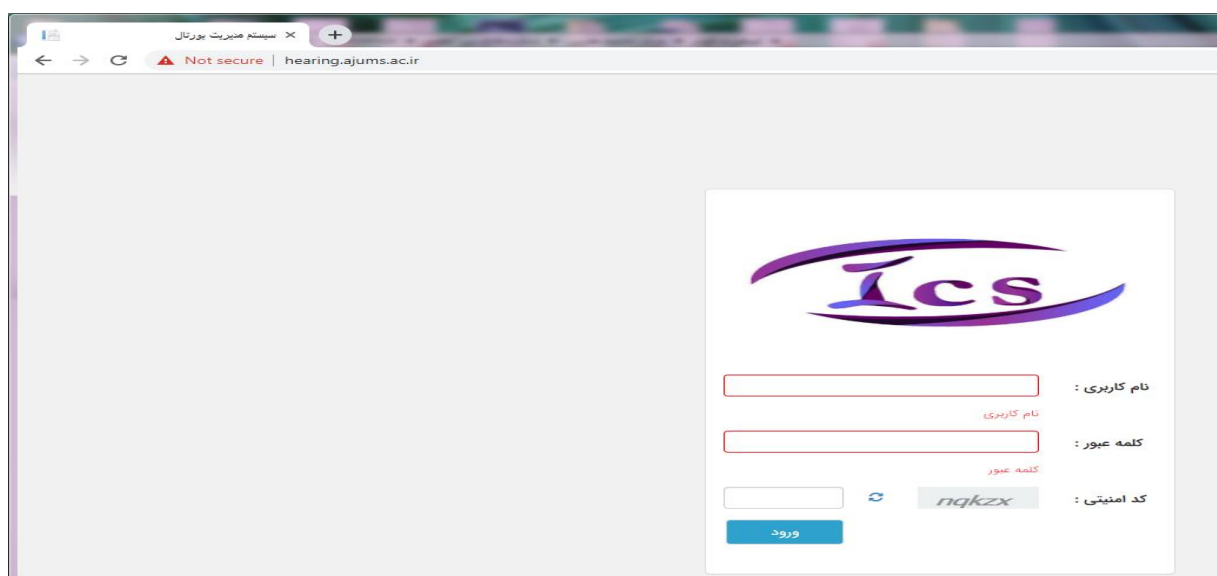 سیستم مدیریت پورتال
Not secure | hearing.ajums.ac.ir
Ics
نام کاربری :
نام کاربری
کلمه عبور :
کلمه عبور
کد امنیتی : nqkzx
ورود